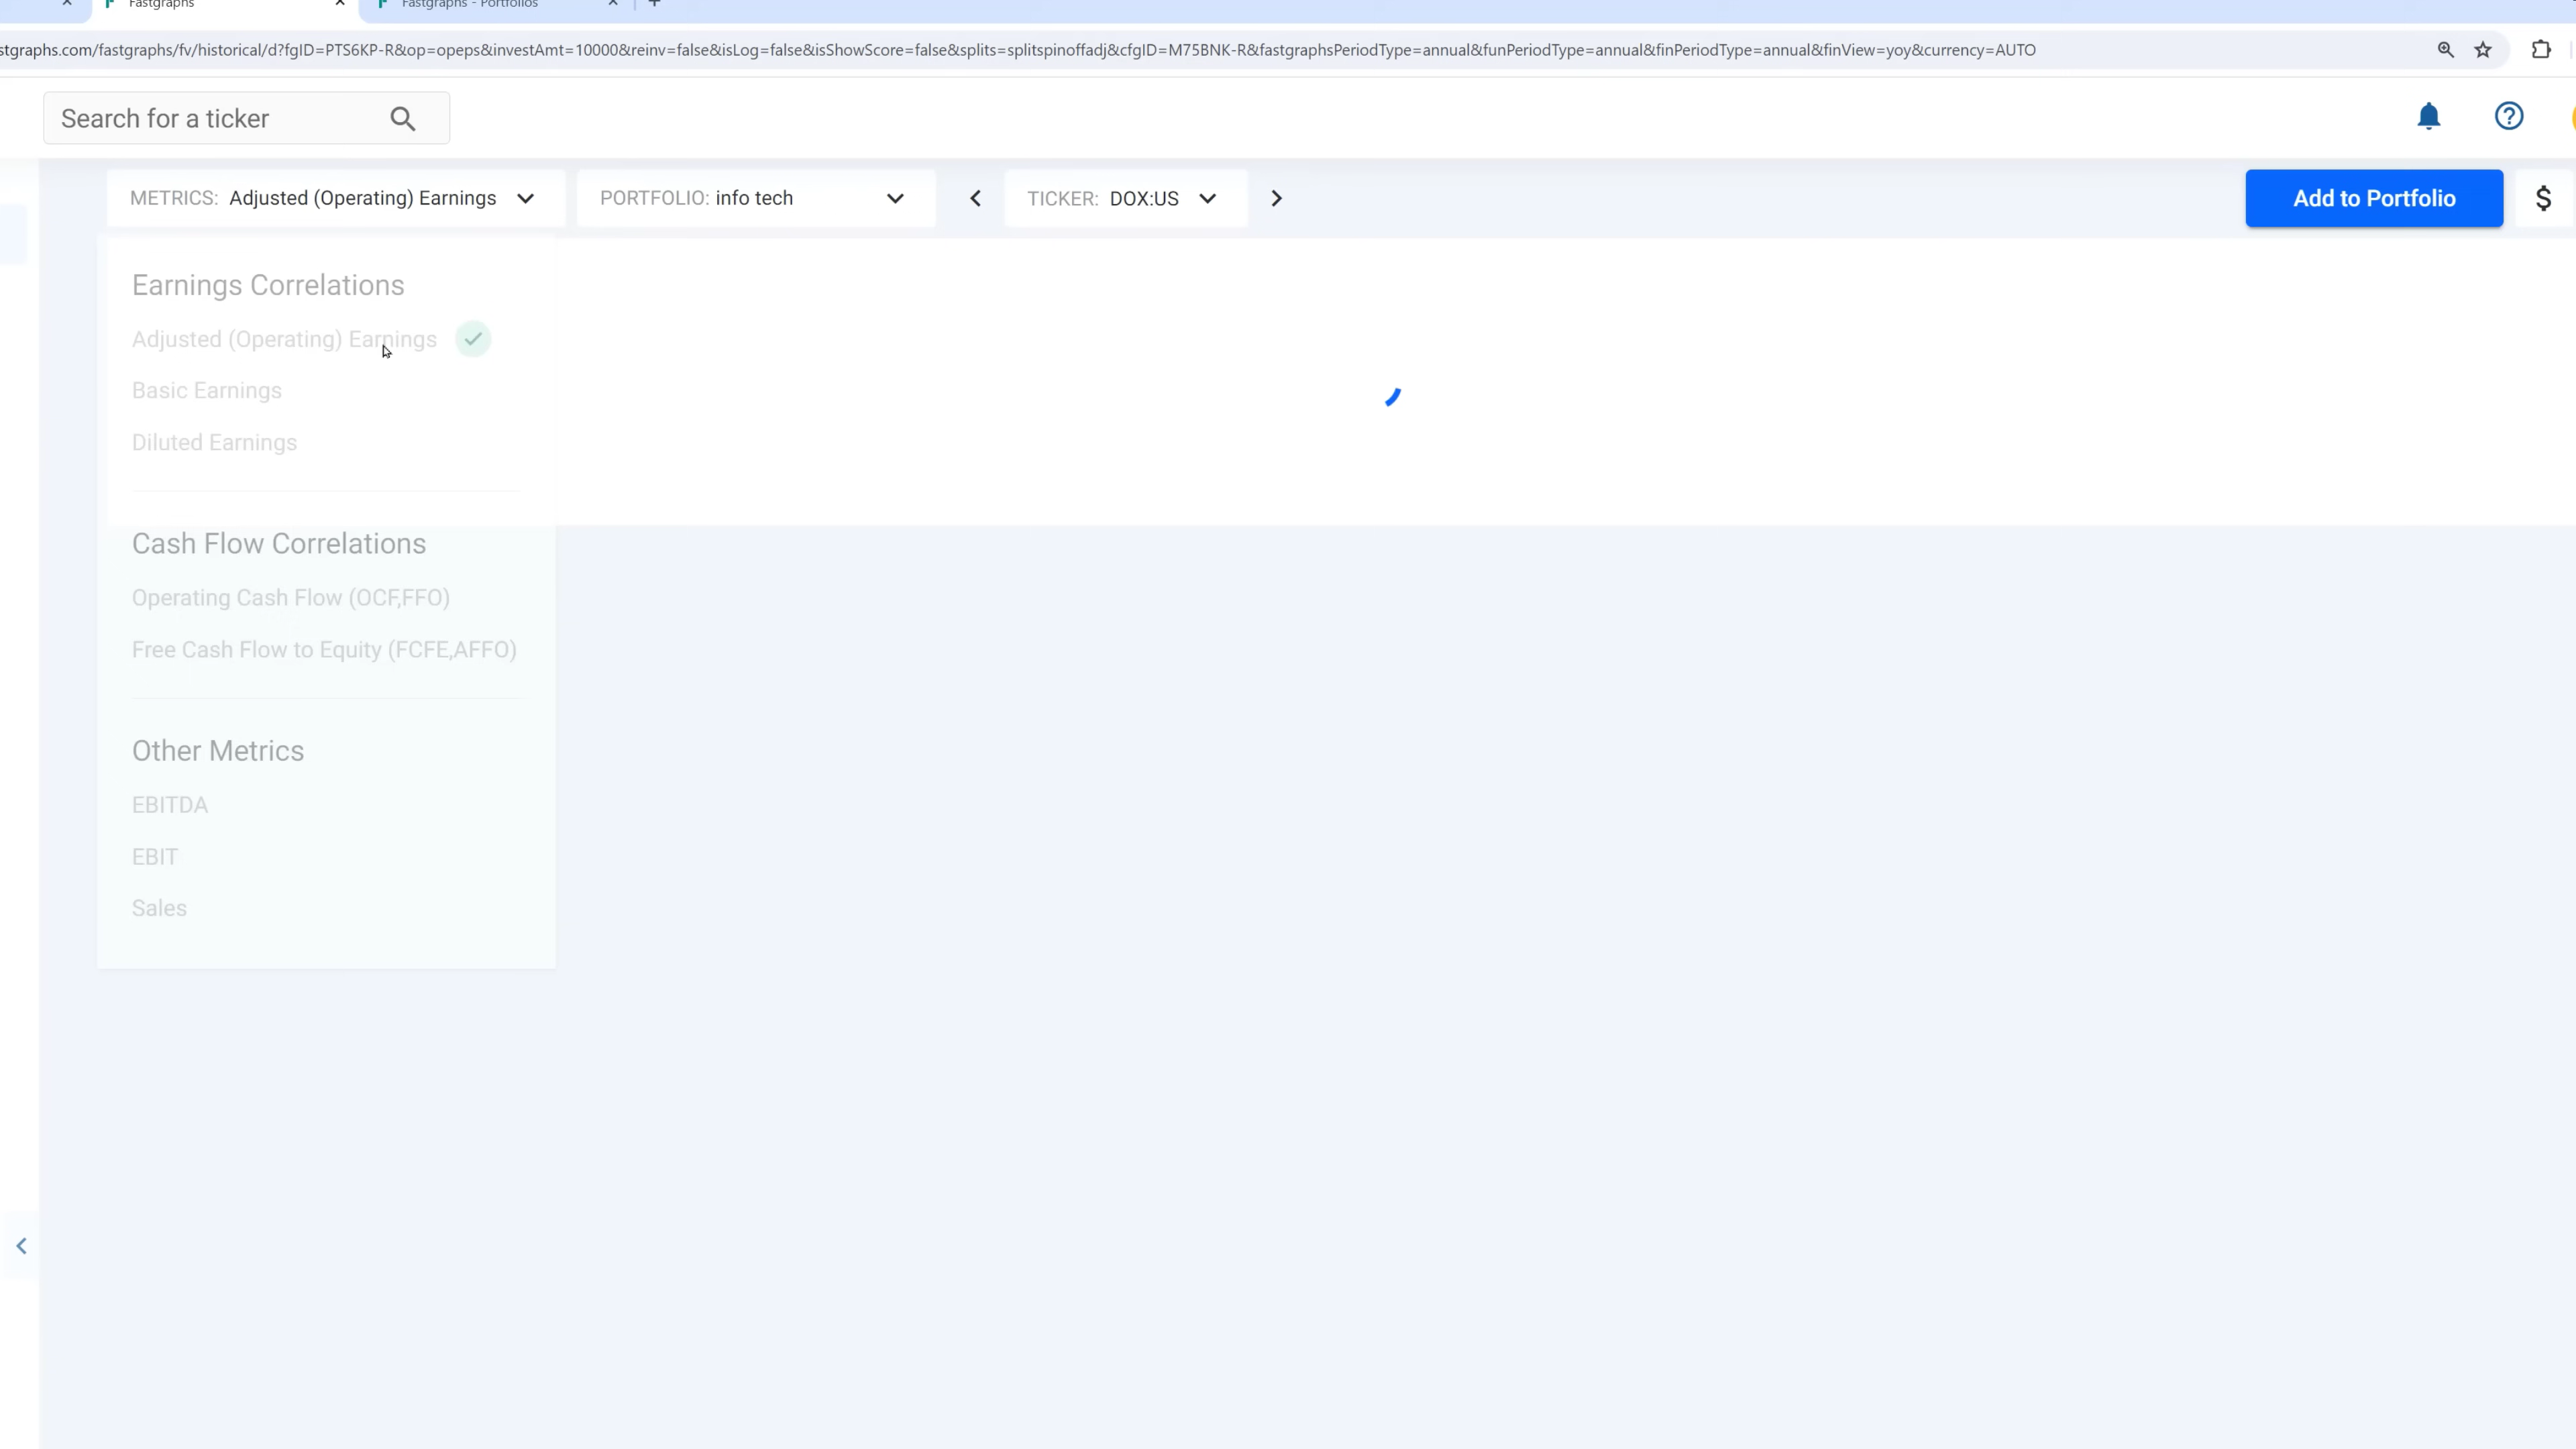 Fastgraphs
Fastgraphs - Portfolios
stgraphs.com/fastgraphs/fv/historical/d?fgID=PTS6KP-R&op=opeps&investAmt=10000&reinv=false&isLog=false&isShowScore=false&splits=splitspinoffadj&cfgID=M75BNK-R&fastgraphsPeriodType=annual&funPeriodType=annual&finPeriodType=annual&finView=yoy&currency=AUTO
Search for a ticker
METRICS: Adjusted (Operating) Earnings
PORTFOLIO: info tech
TICKER: DOX:US
Add to Portfolio
$
Earnings Correlations
Adjusted (Operating) Earnings
Basic Earnings
Diluted Earnings
Cash Flow Correlations
Operating Cash Flow (OCF,FFO)
Free Cash Flow to Equity (FCFE,AFFO)
Other Metrics
EBITDA
EBIT
Sales